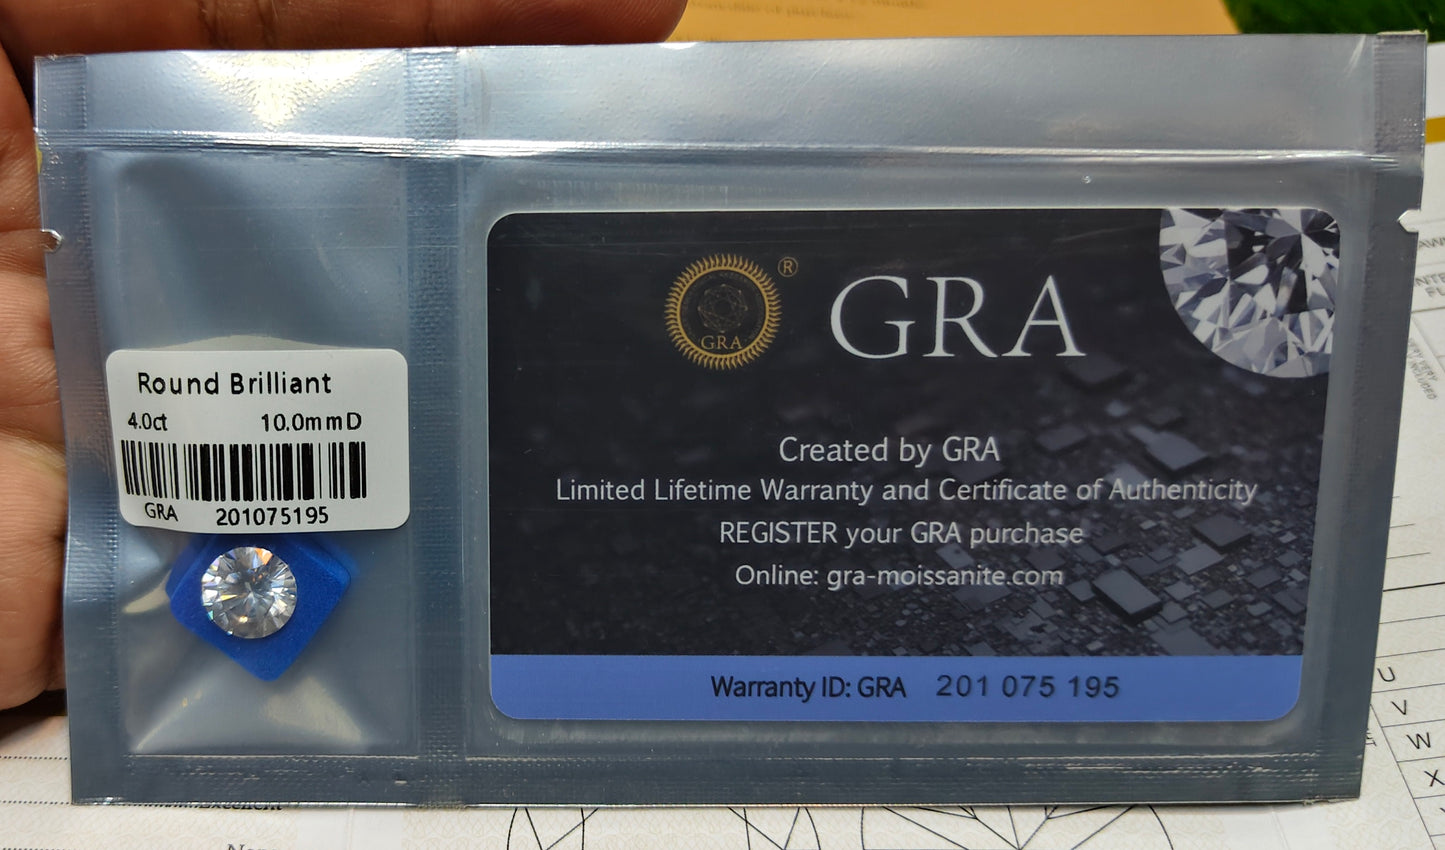 Round Brilliant
4.0ct 10.0mmD
GRA 201075195
GRA
®
GRA
Created by GRA
Limited Lifetime Warranty and Certificate of Authenticity
REGISTER your GRA purchase
Online: gra-moissanite.com
Warranty ID: GRA 201 075 195
U
V
W
X